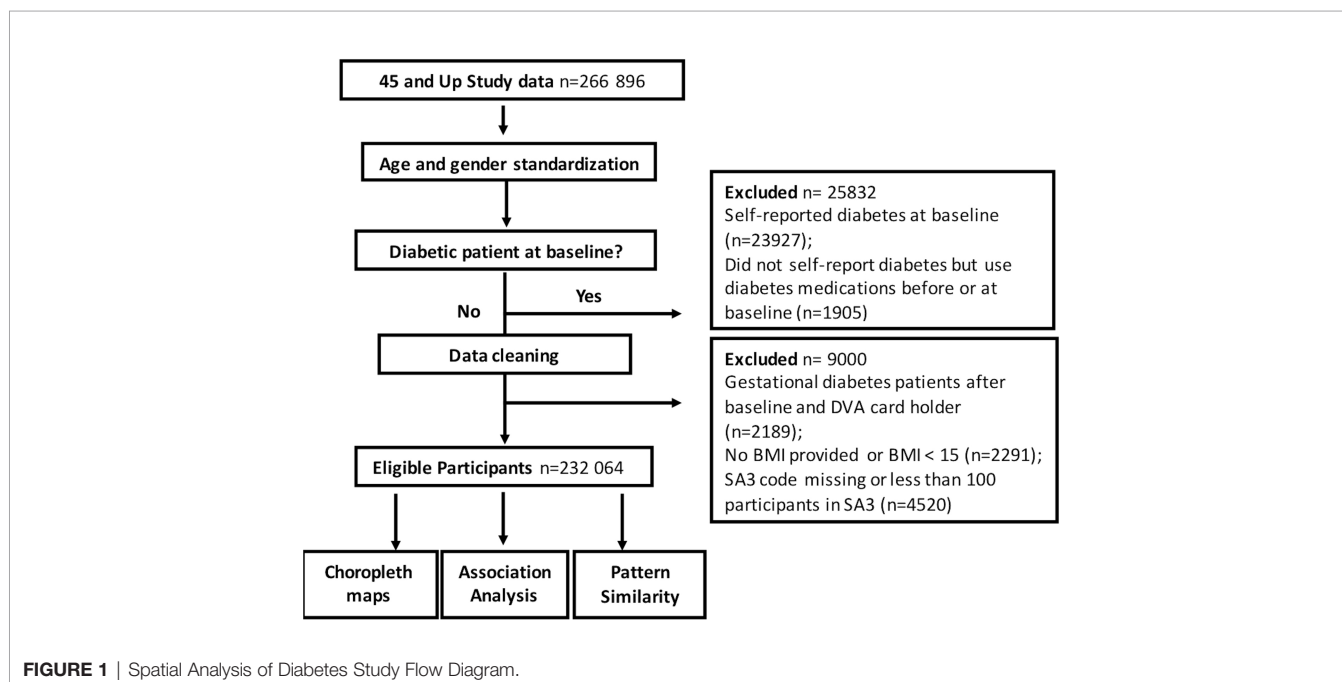 45 and Up Study data n=266 896
Age and gender standardization
Diabetic patient at baseline?
No
Yes
Excluded n= 25832
Self-reported diabetes at baseline
(n=23927);
Did not self-report diabetes but use
diabetes medications before or at
baseline (n=1905)
Data cleaning
Excluded n= 9000
Gestational diabetes patients after
baseline and DVA card holder
(n=2189);
No BMI provided or BMI < 15 (n=2291);
SA3 code missing or less than 100
participants in SA3 (n=4520)
Eligible Participants n=232 064
Choropleth
maps
Association
Analysis
Pattern
Similarity
FIGURE 1 | Spatial Analysis of Diabetes Study Flow Diagram.